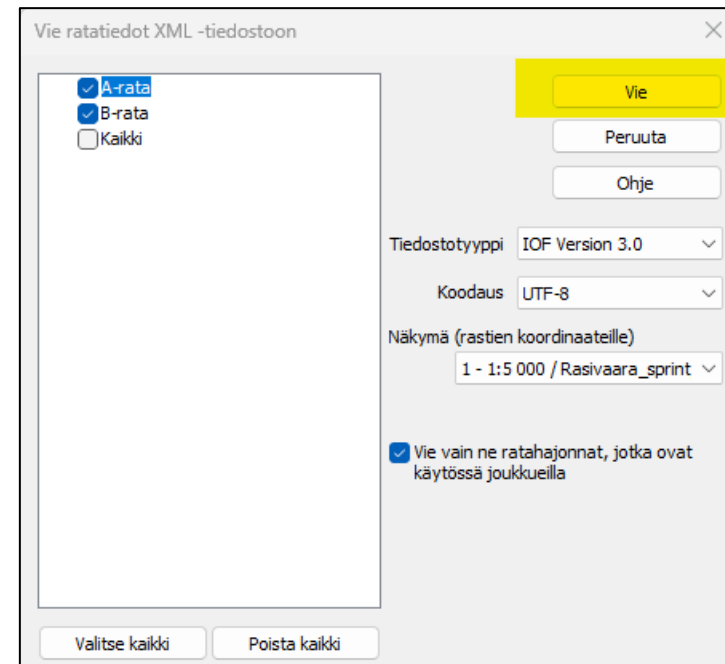 Vie ratatiedot XML -tiedostoon
A-rata
B-rata
Kaikki
Vie
Peruuta
Ohje
Tiedostotyyppi IOF Version 3.0
Koodaus UTF-8
Näkymä (rastien koordinaateille)
1 - 1:5 000 / Rasivaara_sprint
Vie vain ne ratahajonnat, jotka ovat
käytössä joukkueilla
Valitse kaikki Poista kaikki